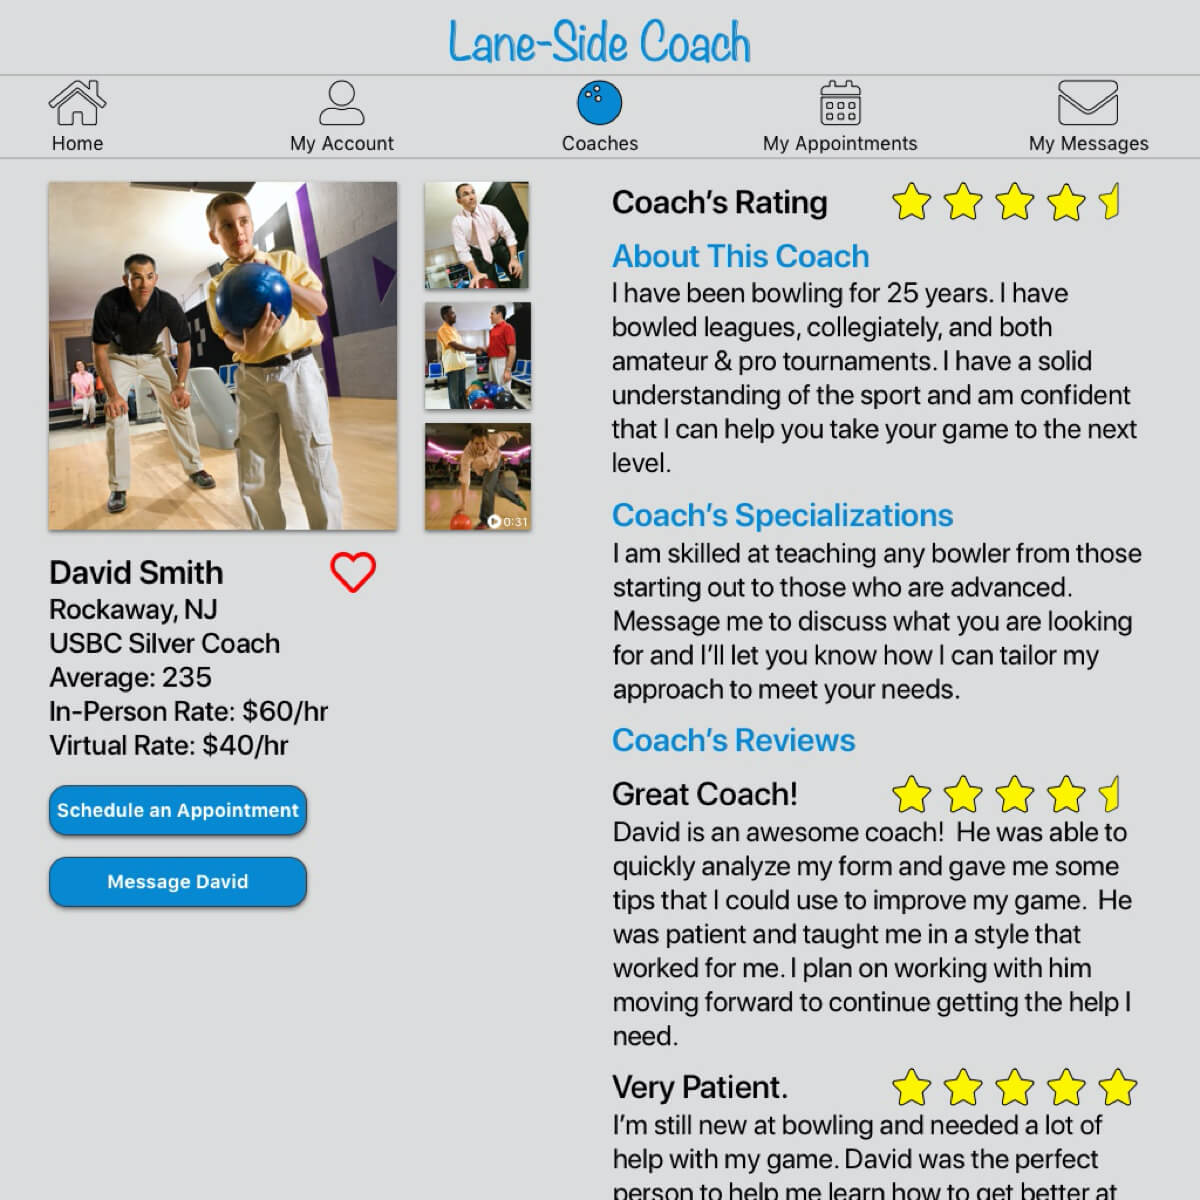 Lane-Side Coach
Home
My Account
Coaches
My Appointments
My Messages
0:31
David Smith
Rockaway, NJ
USBC Silver Coach
Average: 235
In-Person Rate: $60/hr
Virtual Rate: $40/hr
Schedule an Appointment
Message David
Coach’s Rating
About This Coach
I have been bowling for 25 years. I have
bowled leagues, collegiately, and both
amateur & pro tournaments. I have a solid
understanding of the sport and am confident
that I can help you take your game to the next
level.
Coach’s Specializations
I am skilled at teaching any bowler from those
starting out to those who are advanced.
Message me to discuss what you are looking
for and I’ll let you know how I can tailor my
approach to meet your needs.
Coach’s Reviews
Great Coach!
David is an awesome coach!  He was able to
quickly analyze my form and gave me some
tips that I could use to improve my game.  He
was patient and taught me in a style that
worked for me. I plan on working with him
moving forward to continue getting the help I
need.
Very Patient.
I’m still new at bowling and needed a lot of
help with my game. David was the perfect
person to help me learn how to get better at